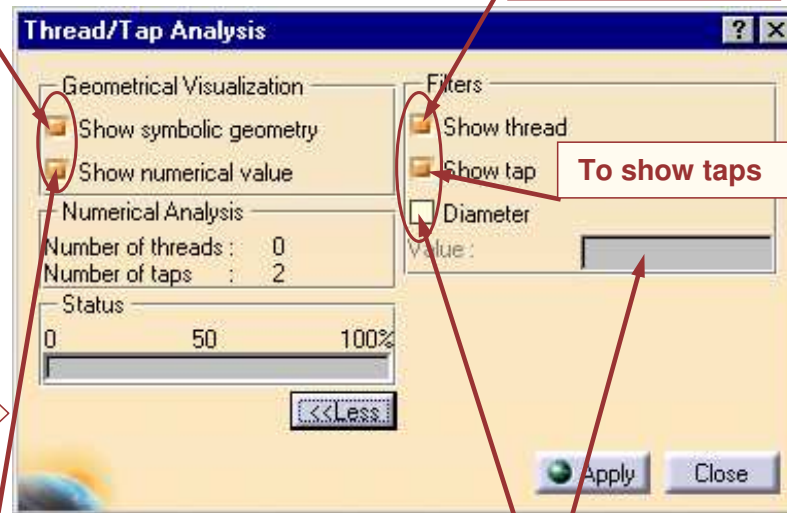 Thread/Tap Analysis
Geometrical Visualization
Show symbolic geometry
Show numerical value
Numerical Analysis
Number of threads : 0
Number of taps : 2
Status
0 50 100%
<<Less
Filters
Show thread
Show tap
To show taps
Diameter
Value :
Apply Close